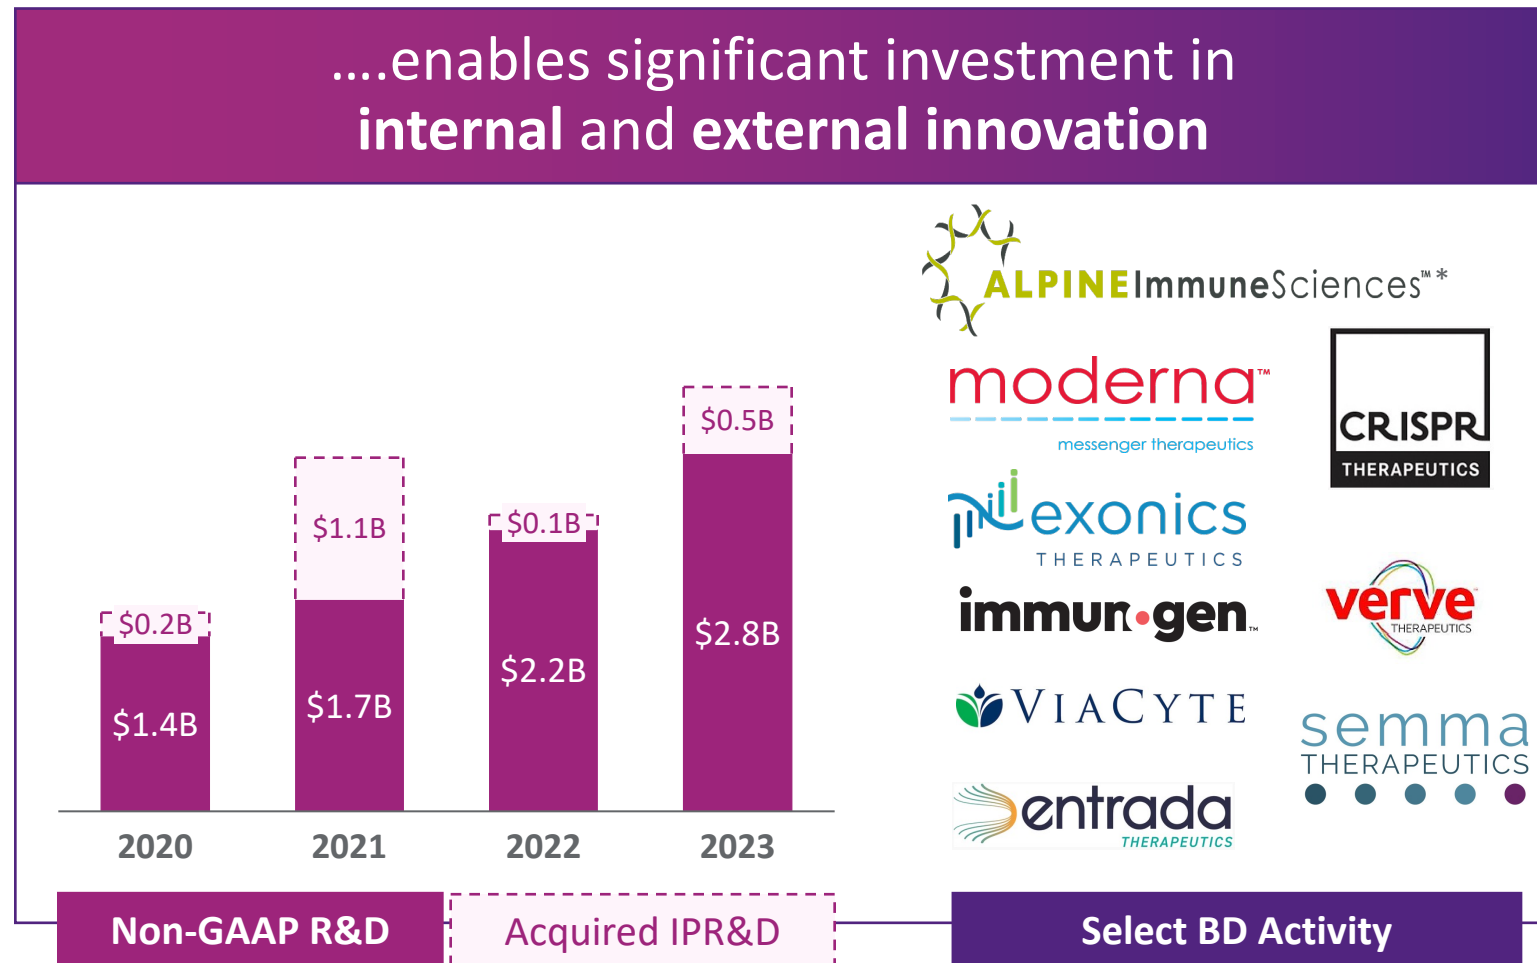 ....enables significant investment in
internal and external innovation
$0.2B
$1.4B
$1.1B
$1.7B
$0.1B
$2.2B
$0.5B
$2.8B
2020 2021 2022 2023
Non-GAAP R&D
Acquired IPR&D
ALPINEImmuneSciences™*
moderna™
messenger therapeutics
CRISPR
THERAPEUTICS
exonics
THERAPEUTICS
immunogen™
verve
THERAPEUTICS
VIACYTE
semma
THERAPEUTICS
entrada
THERAPEUTICS
Select BD Activity